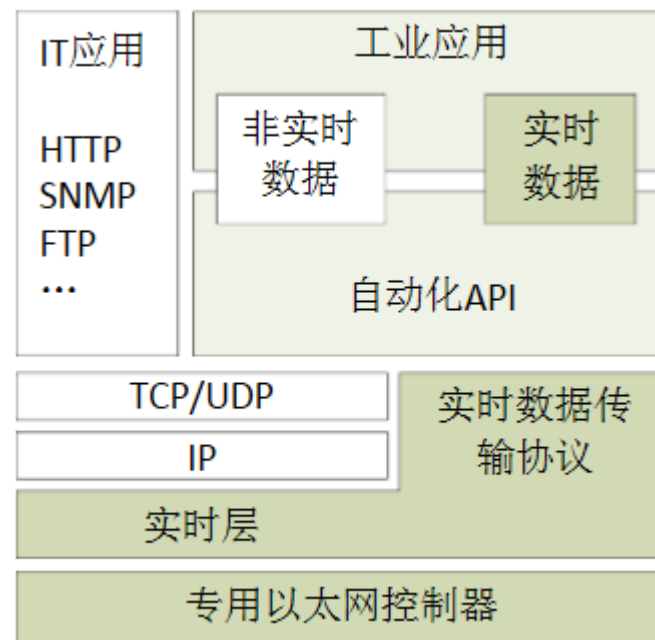 IT应用
HTTP
SNMP
FTP
…
工业应用
非实时
数据
实时
数据
自动化API
TCP/UDP
IP
实时数据传
输协议
实时层
专用以太网控制器